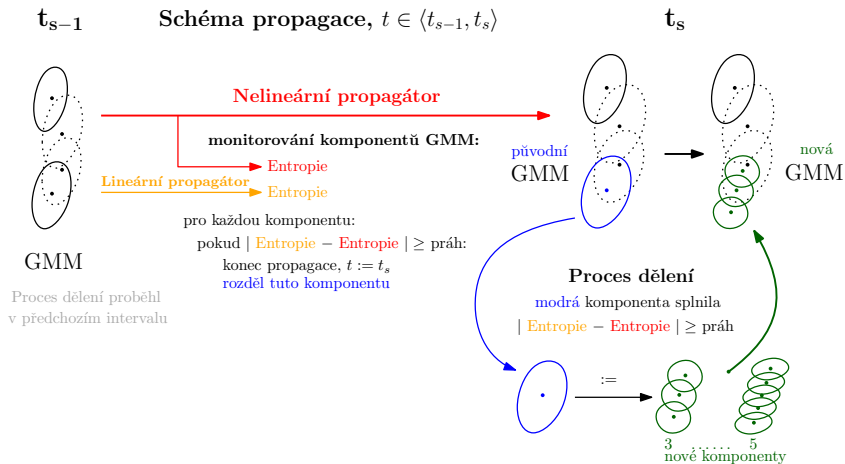 t_{s−1}
Schéma propagace, t ∈ ⟨t_{s−1}, t_s⟩
t_s
Nelineární propagátor
monitorování komponentů GMM:
Entropie
Lineární propagátor
Entropie
pro každou komponentu:
pokud | Entropie − Entropie | ≥ práh:
konec propagace, t := t_s
rozděl tuto komponentu
GMM
Proces dělení proběhl
v předchozím intervalu
původní
GMM
nová
GMM
Proces dělení
modrá komponenta splnila
| Entropie − Entropie | ≥ práh
:=
3 ...... 5
nové komponenty